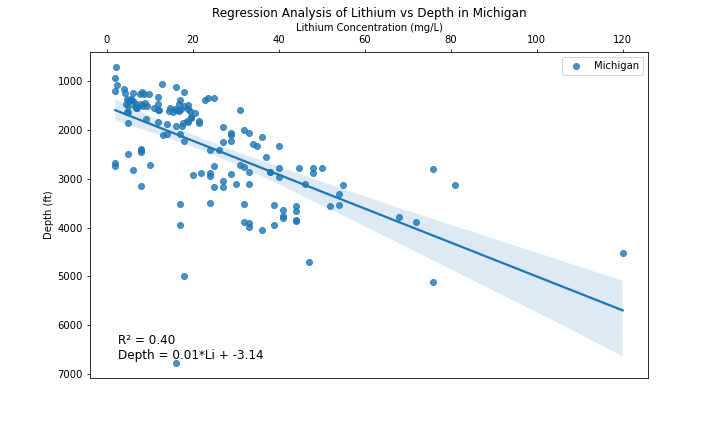 Regression Analysis of Lithium vs Depth in Michigan
Lithium Concentration (mg/L)
0 20 40 60 80 100 120
Michigan
1000
2000
3000
4000
5000
6000
7000
Depth (ft)
R² = 0.40
Depth = 0.01*Li + -3.14